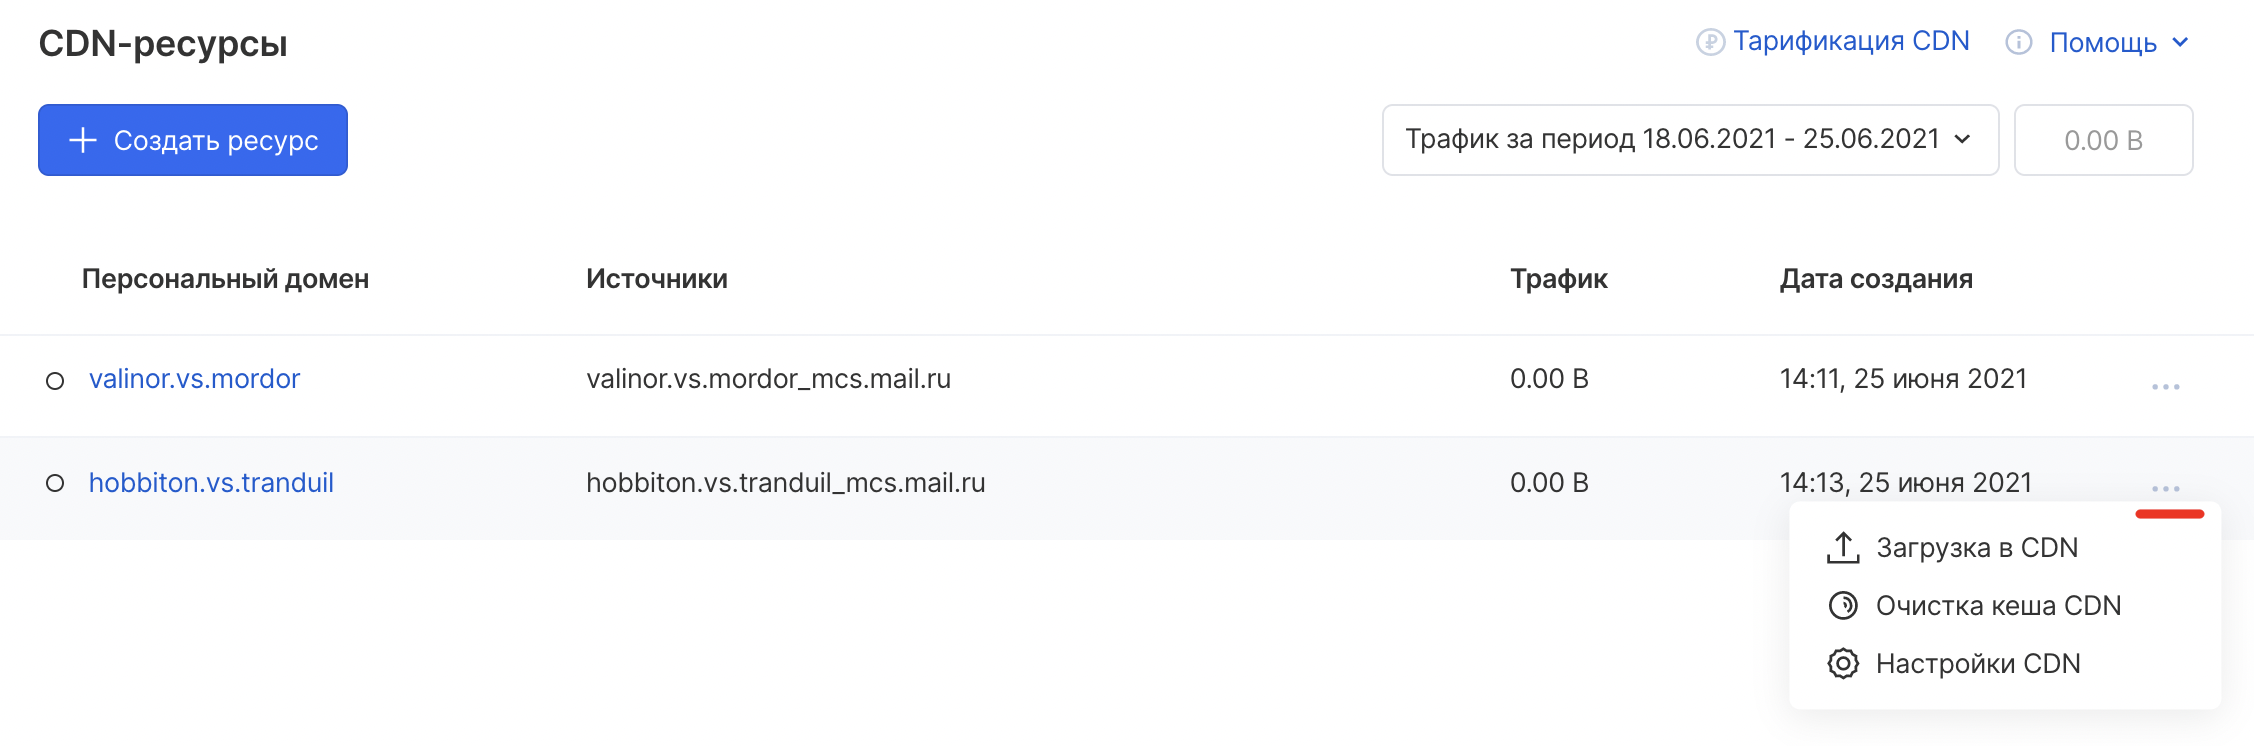 CDN-ресурсы
Тарификация CDN
Помощь
Создать ресурс
Трафик за период 18.06.2021 - 25.06.2021
0.00 B
Персональный домен Источники Трафик Дата создания
valinor.vs.mordor valinor.vs.mordor_mcs.mail.ru 0.00 B 14:11, 25 июня 2021
hobbiton.vs.tranduil hobbiton.vs.tranduil_mcs.mail.ru 0.00 B 14:13, 25 июня 2021
Загрузка в CDN
Очистка кеша CDN
Настройки CDN